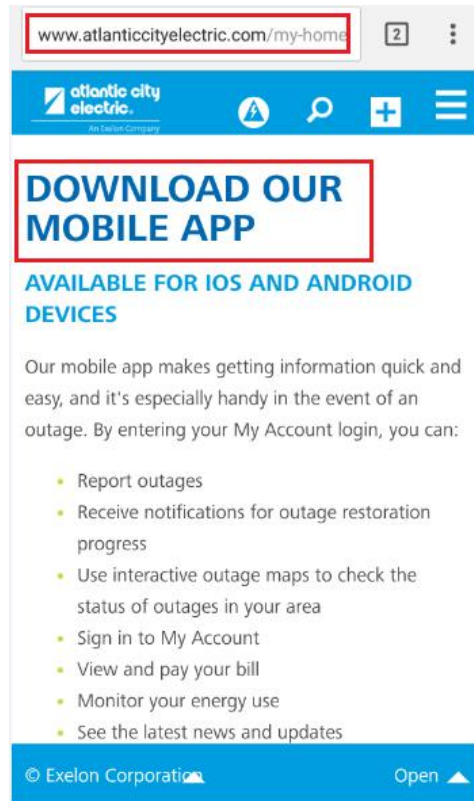 www.atlanticcityelectric.com/my-home
2
atlantic city
electric.
An Exelon Company
DOWNLOAD OUR
MOBILE APP
AVAILABLE FOR IOS AND ANDROID
DEVICES
Our mobile app makes getting information quick and
easy, and it's especially handy in the event of an
outage. By entering your My Account login, you can:
• Report outages
• Receive notifications for outage restoration
progress
• Use interactive outage maps to check the
status of outages in your area
• Sign in to My Account
• View and pay your bill
• Monitor your energy use
• See the latest news and updates
© Exelon Corporation
Open